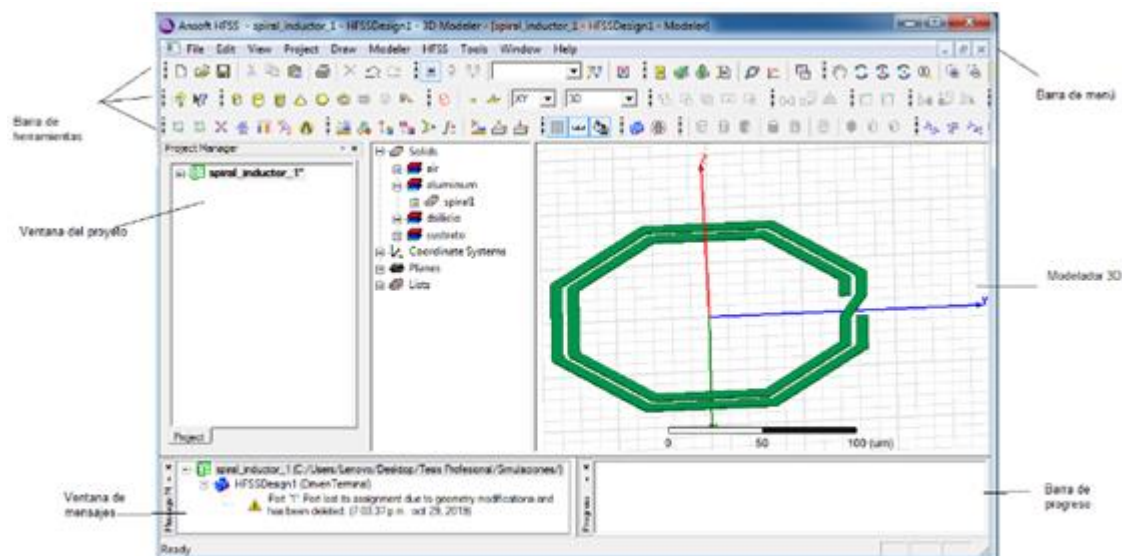 Ansoft HFSS - spiral_inductor_1 - HFSSDesign1 - 3D Modeler - [spiral_inductor_1 - HFSSDesign1 - Modeler]
File Edit View Project Draw Modeler HFSS Tools Window Help
Barra de menú
Barra de herramientas
XY
3D
Project Manager
spiral_inductor_1*
Ventana del proyeto
Project
Solids
air
aluminum
spiral1
sustrato
Coordinate Systems
Planes
Lists
Z
Y
Modelador 3D
0 50 100 (um)
Ventana de mensajes
spiral_inductor_1 (C:/Users/Lenovo/Desktop/Tesis Profesional/Simulaciones/)
HFSSDesign1 (DrivenTerminal)
Port '1': Port lost its assignment due to geometry modifications and
has been deleted. (7:03:37 p.m. oct 29, 2019)
Progress
Barra de progreso
Ready